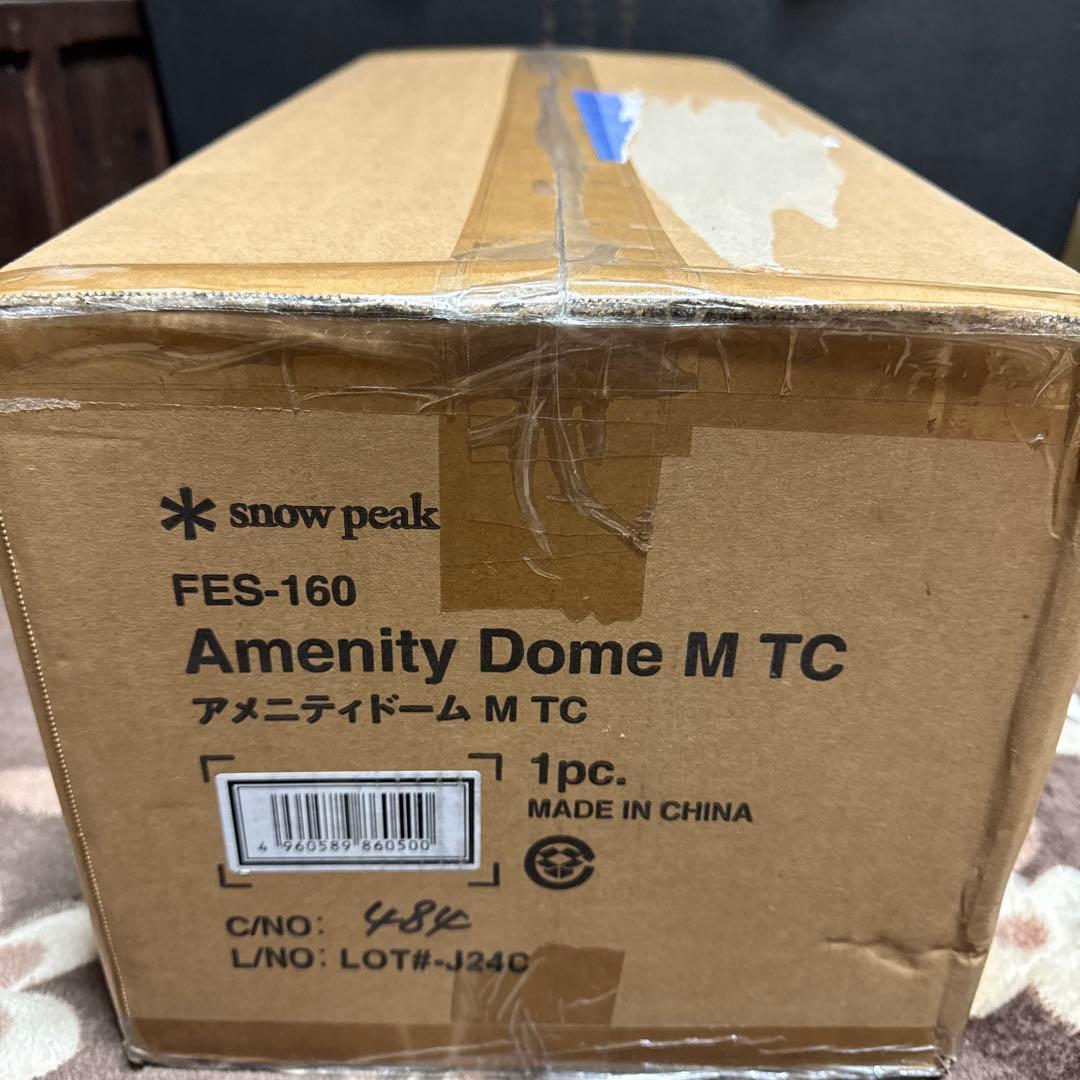 snow peak
FES-160
Amenity Dome M TC
アメニティドーム M TC
1pc.
MADE IN CHINA
4 960589 860500
C/NO: 484
L/NO: LOT#-J24C